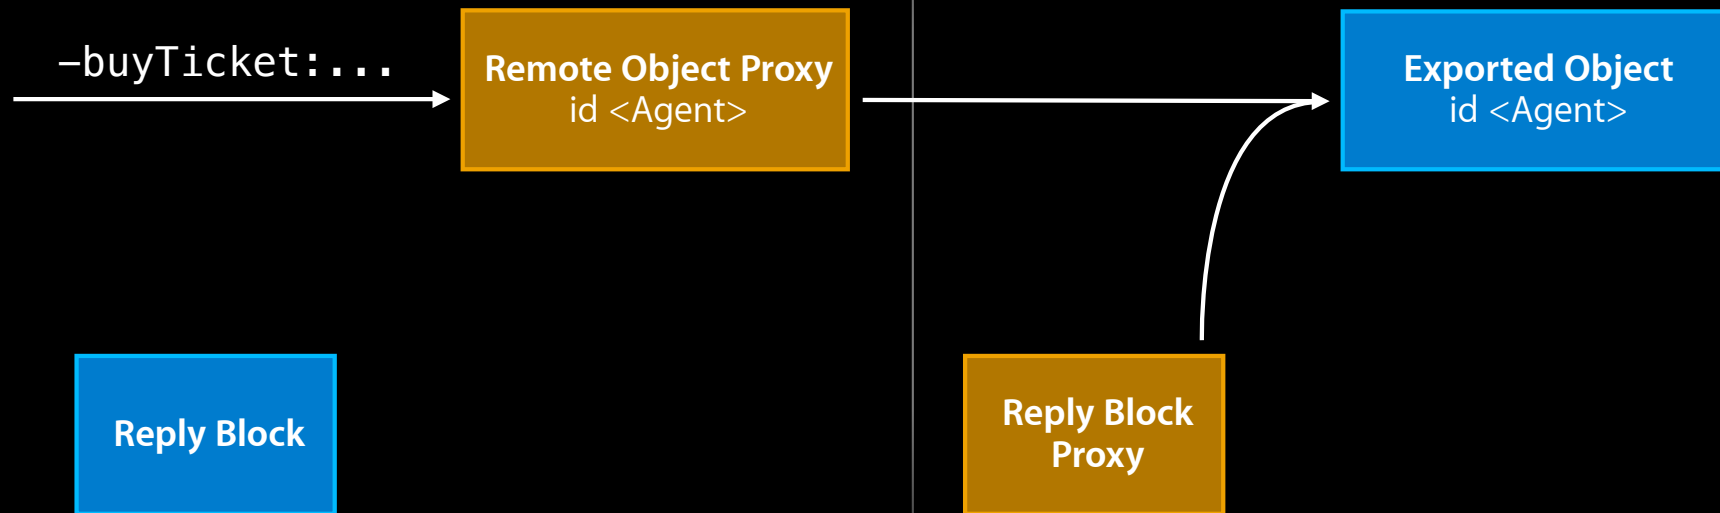 –buyTicket:...
Remote Object Proxy
id <Agent>
Exported Object
id <Agent>
Reply Block
Reply Block
Proxy